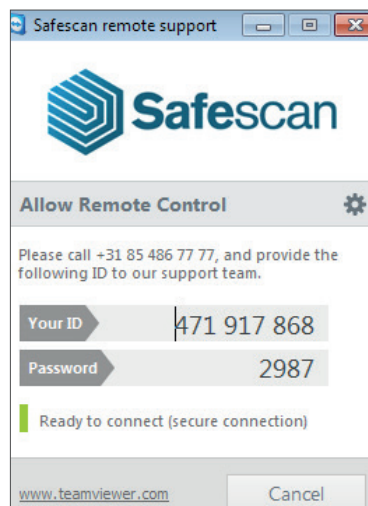 Safescan remote support
Safescan
Allow Remote Control
Please call +31 85 486 77 77, and provide the
following ID to our support team.
Your ID 471 917 868
Password 2987
Ready to connect (secure connection)
www.teamviewer.com Cancel